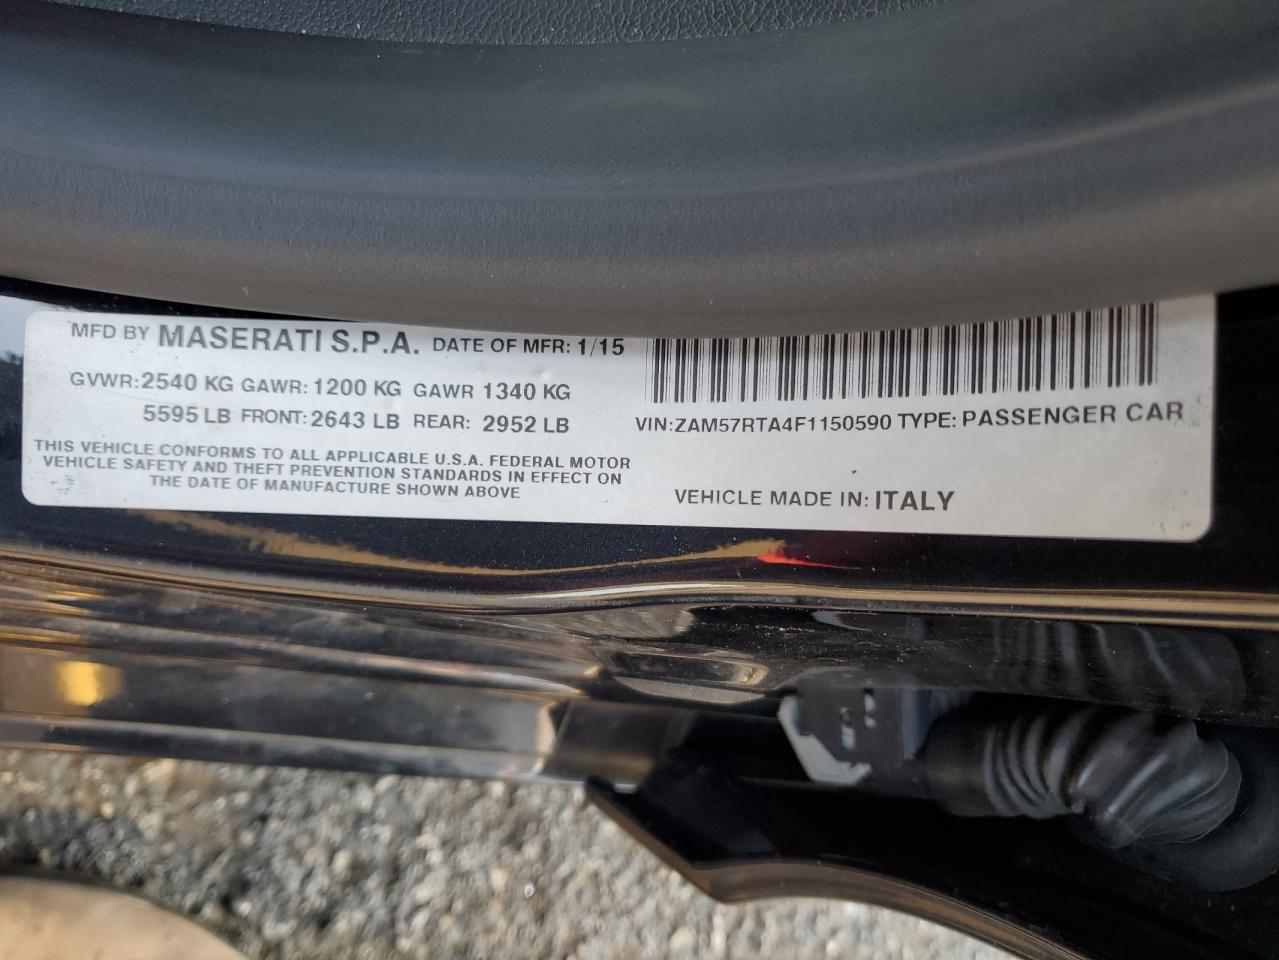 MFD BY MASERATI S.P.A. DATE OF MFR: 1/15
GVWR: 2540 KG GAWR: 1200 KG GAWR 1340 KG
5595 LB FRONT: 2643 LB REAR: 2952 LB
THIS VEHICLE CONFORMS TO ALL APPLICABLE U.S.A. FEDERAL MOTOR
VEHICLE SAFETY AND THEFT PREVENTION STANDARDS IN EFFECT ON
THE DATE OF MANUFACTURE SHOWN ABOVE
VIN: ZAM57RTA4F1150590 TYPE: PASSENGER CAR
VEHICLE MADE IN: ITALY